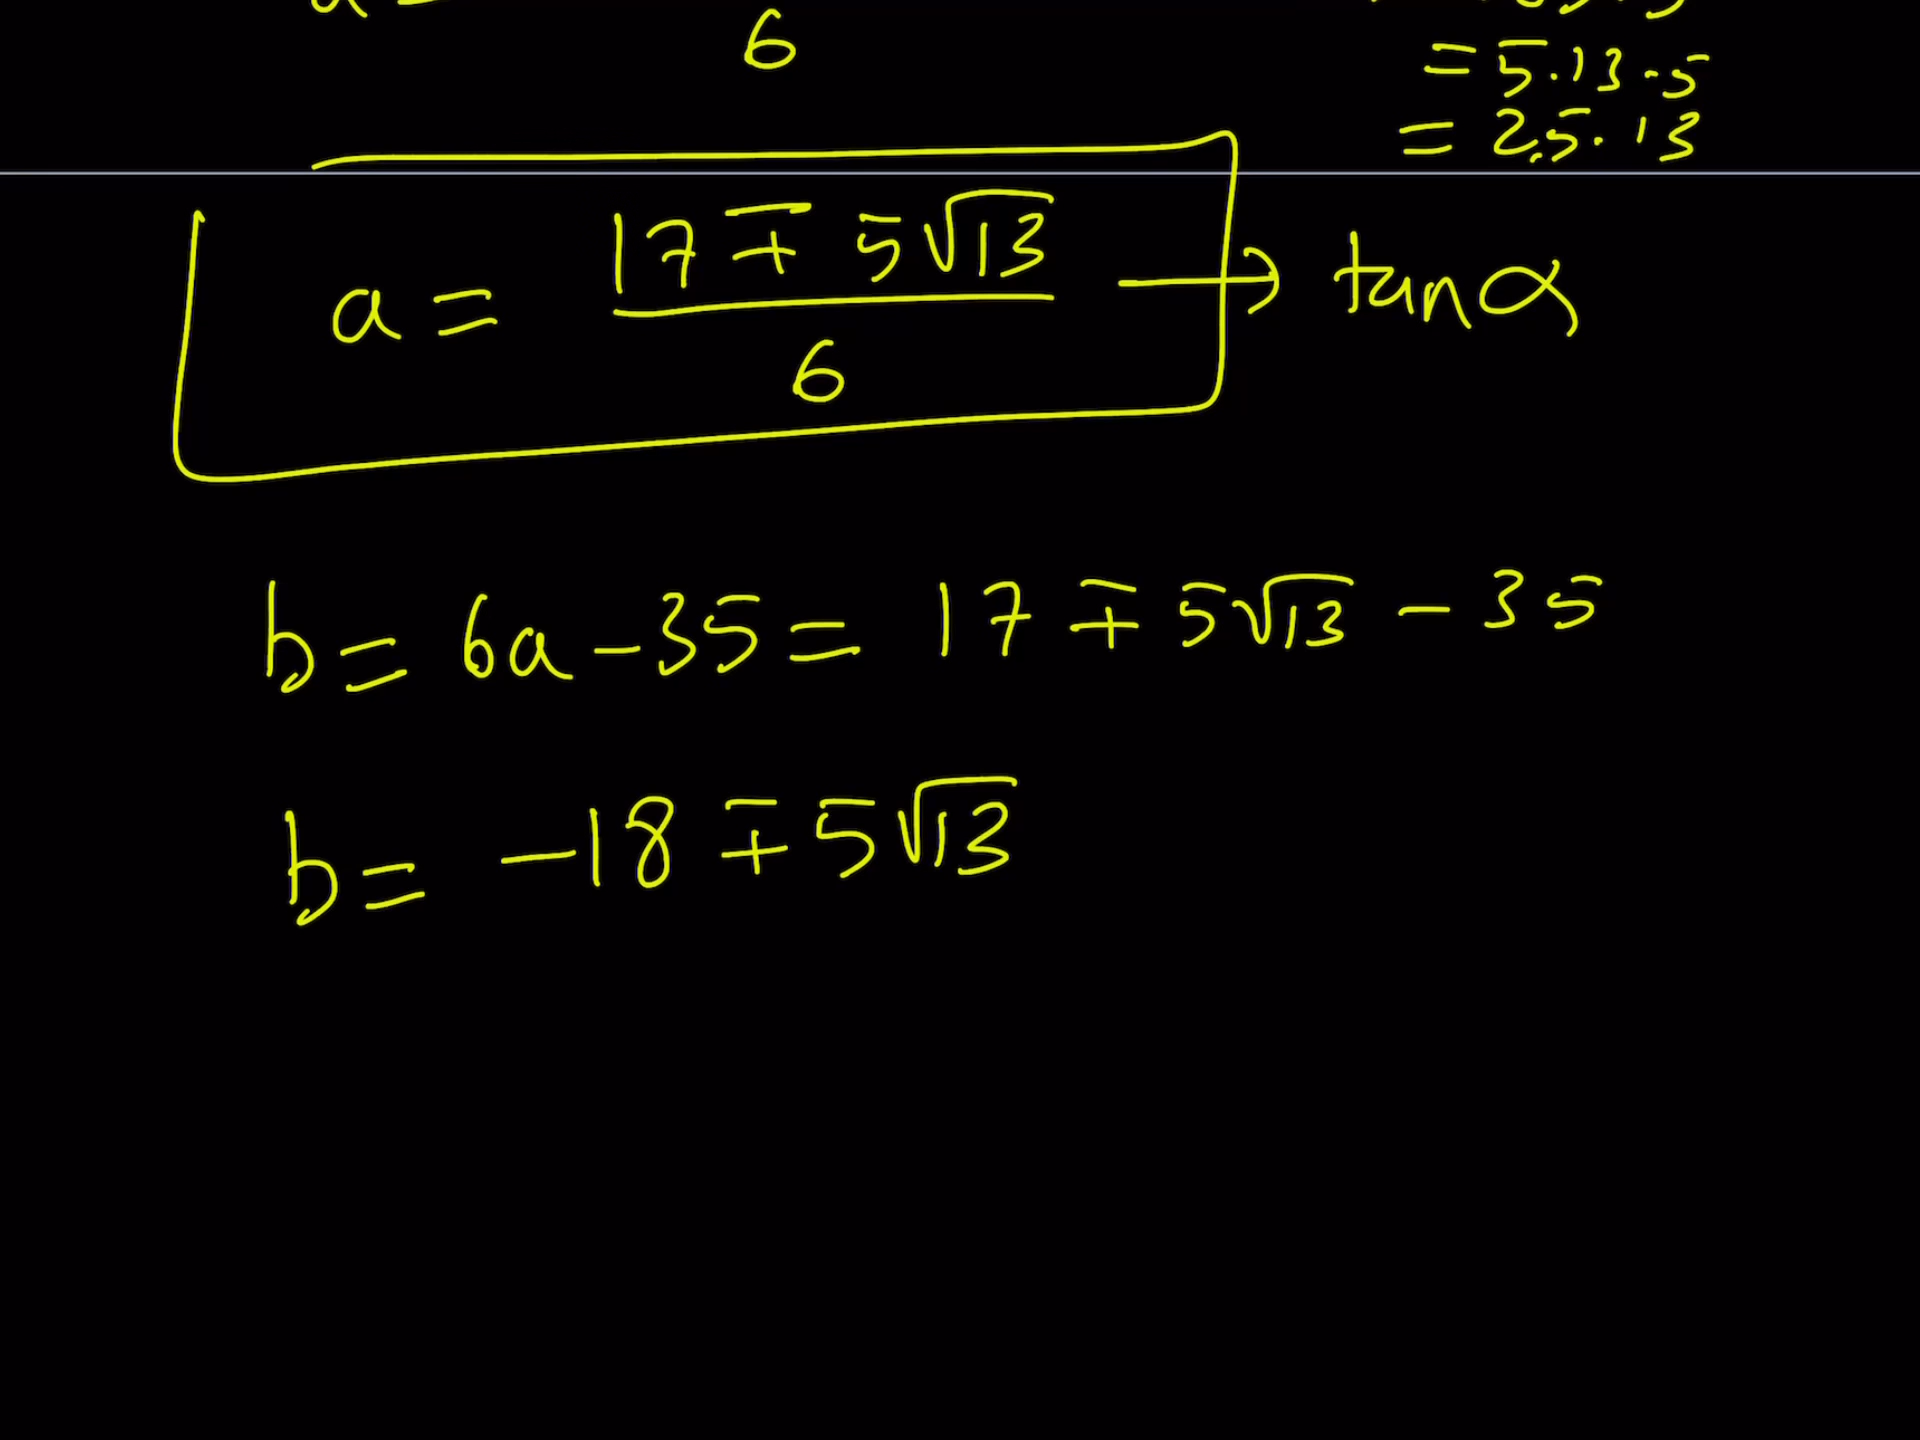 6
= 5.13.5
= 25.13
a = 17 ∓ 5√13 / 6 → tanα
b = 6a - 35 = 17 ∓ 5√13 - 35
b = -18 ∓ 5√13